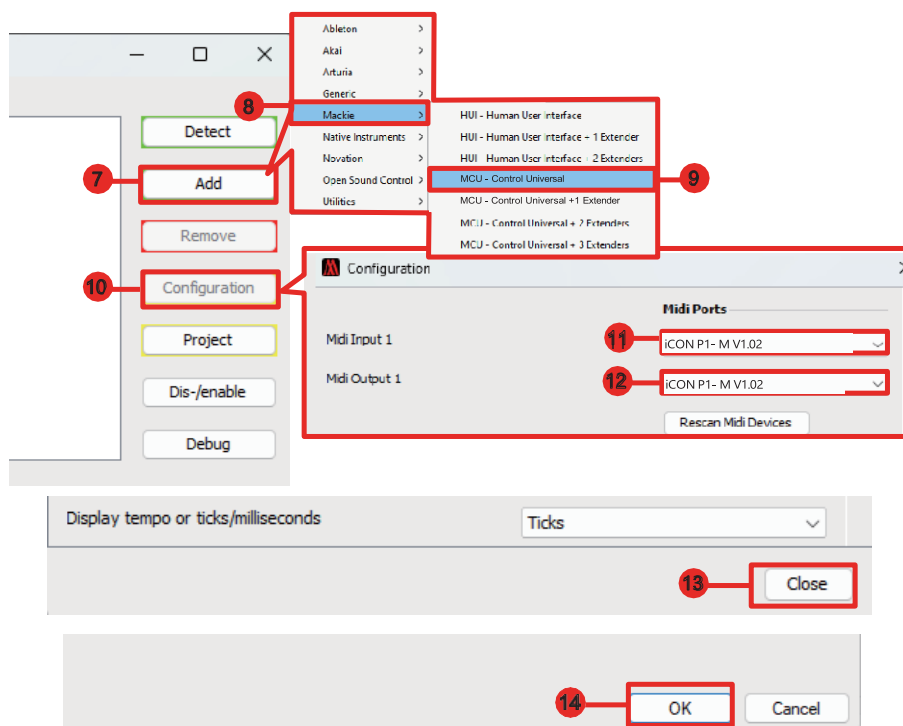 Ableton
Akai
Arturia
Generic
8
Mackie
Native Instruments
Novation
Open Sound Control
Utilities
HUI - Human User Interface
HUI - Human User Interface + 1 Extender
HUI - Human User Interface + 2 Extenders
MCU - Control Universal
9
MCU - Control Universal +1 Extender
MCU - Control Universal + 2 Extenders
MCU - Control Universal + 3 Extenders
Detect
7
Add
Remove
10
Configuration
Project
Dis-/enable
Debug
Configuration
Midi Ports
Midi Input 1
11
iCON P1- M V1.02
Midi Output 1
12
iCON P1- M V1.02
Rescan Midi Devices
Display tempo or ticks/milliseconds
Ticks
13
Close
14
OK
Cancel